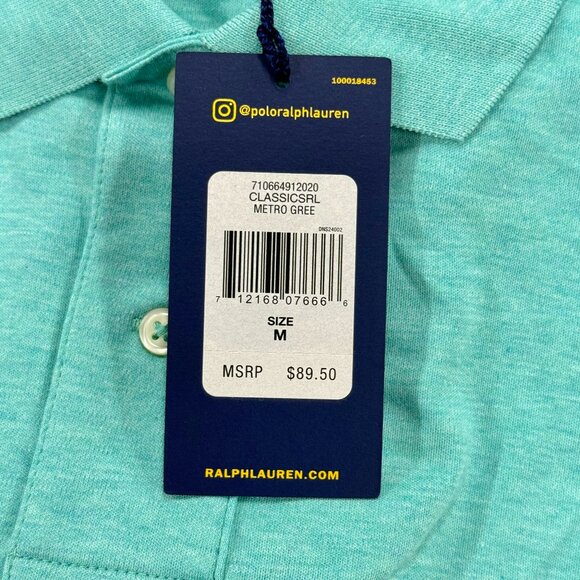 100018453
@poloralphlauren
710664912020
CLASSICSRL
METRO GREE
DNS24002
7 12168 07666 6
SIZE
M
MSRP $89.50
RALPHLAUREN.COM